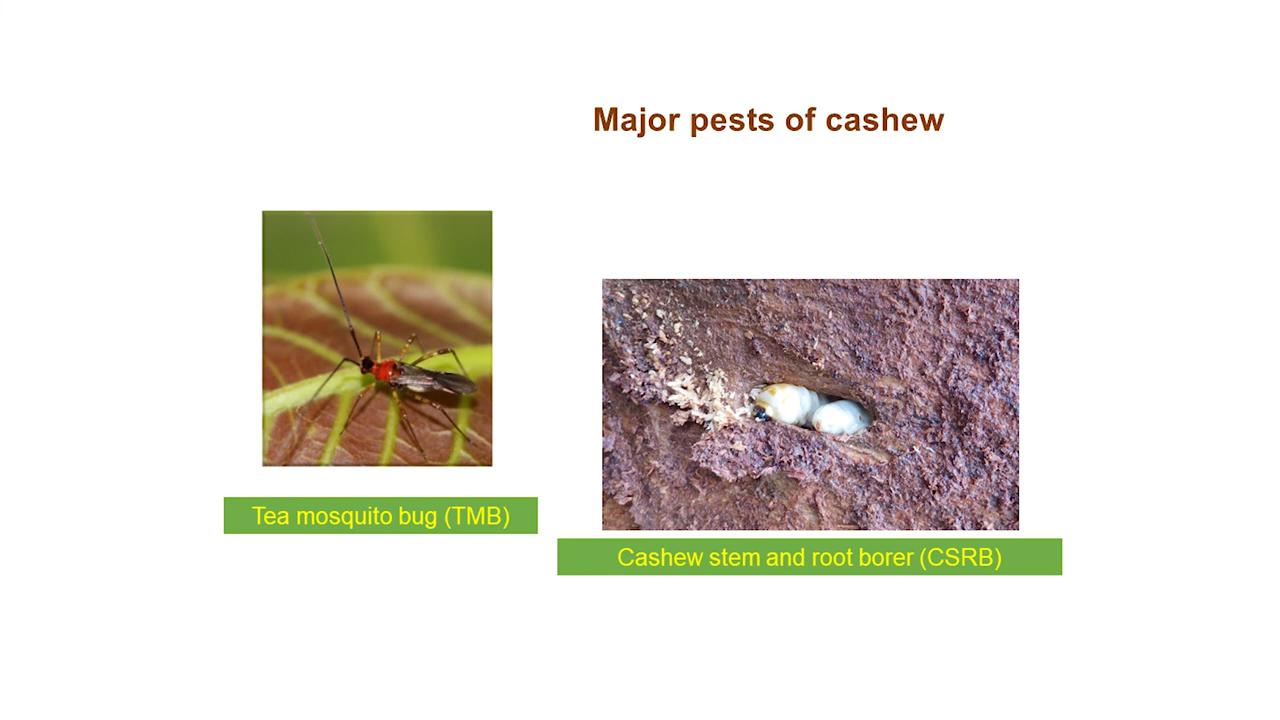 Major pests of cashew
Tea mosquito bug (TMB)
Cashew stem and root borer (CSRB)